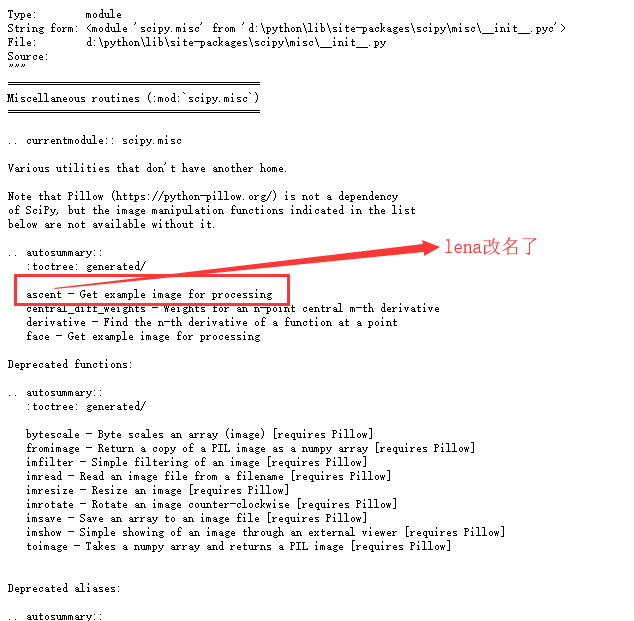 Type:        module
String form: <module 'scipy.misc' from 'd:\python\lib\site-packages\scipy\misc\__init__.pyc'>
File:        d:\python\lib\site-packages\scipy\misc\__init__.py
Source:
"""
==========================================
Miscellaneous routines (:mod:`scipy.misc`)
==========================================
.. currentmodule:: scipy.misc
Various utilities that don't have another home.
Note that Pillow (https://python-pillow.org/) is not a dependency
of SciPy, but the image manipulation functions indicated in the list
below are not available without it.
.. autosummary::
   :toctree: generated/
lena改名了
   ascent - Get example image for processing
   central_diff_weights - Weights for an n-point central m-th derivative
   derivative - Find the n-th derivative of a function at a point
   face - Get example image for processing
Deprecated functions:
.. autosummary::
   :toctree: generated/
   bytescale - Byte scales an array (image) [requires Pillow]
   fromimage - Return a copy of a PIL image as a numpy array [requires Pillow]
   imfilter - Simple filtering of an image [requires Pillow]
   imread - Read an image file from a filename [requires Pillow]
   imresize - Resize an image [requires Pillow]
   imrotate - Rotate an image counter-clockwise [requires Pillow]
   imsave - Save an array to an image file [requires Pillow]
   imshow - Simple showing of an image through an external viewer [requires Pillow]
   toimage - Takes a numpy array and returns a PIL image [requires Pillow]
Deprecated aliases:
.. autosummary::